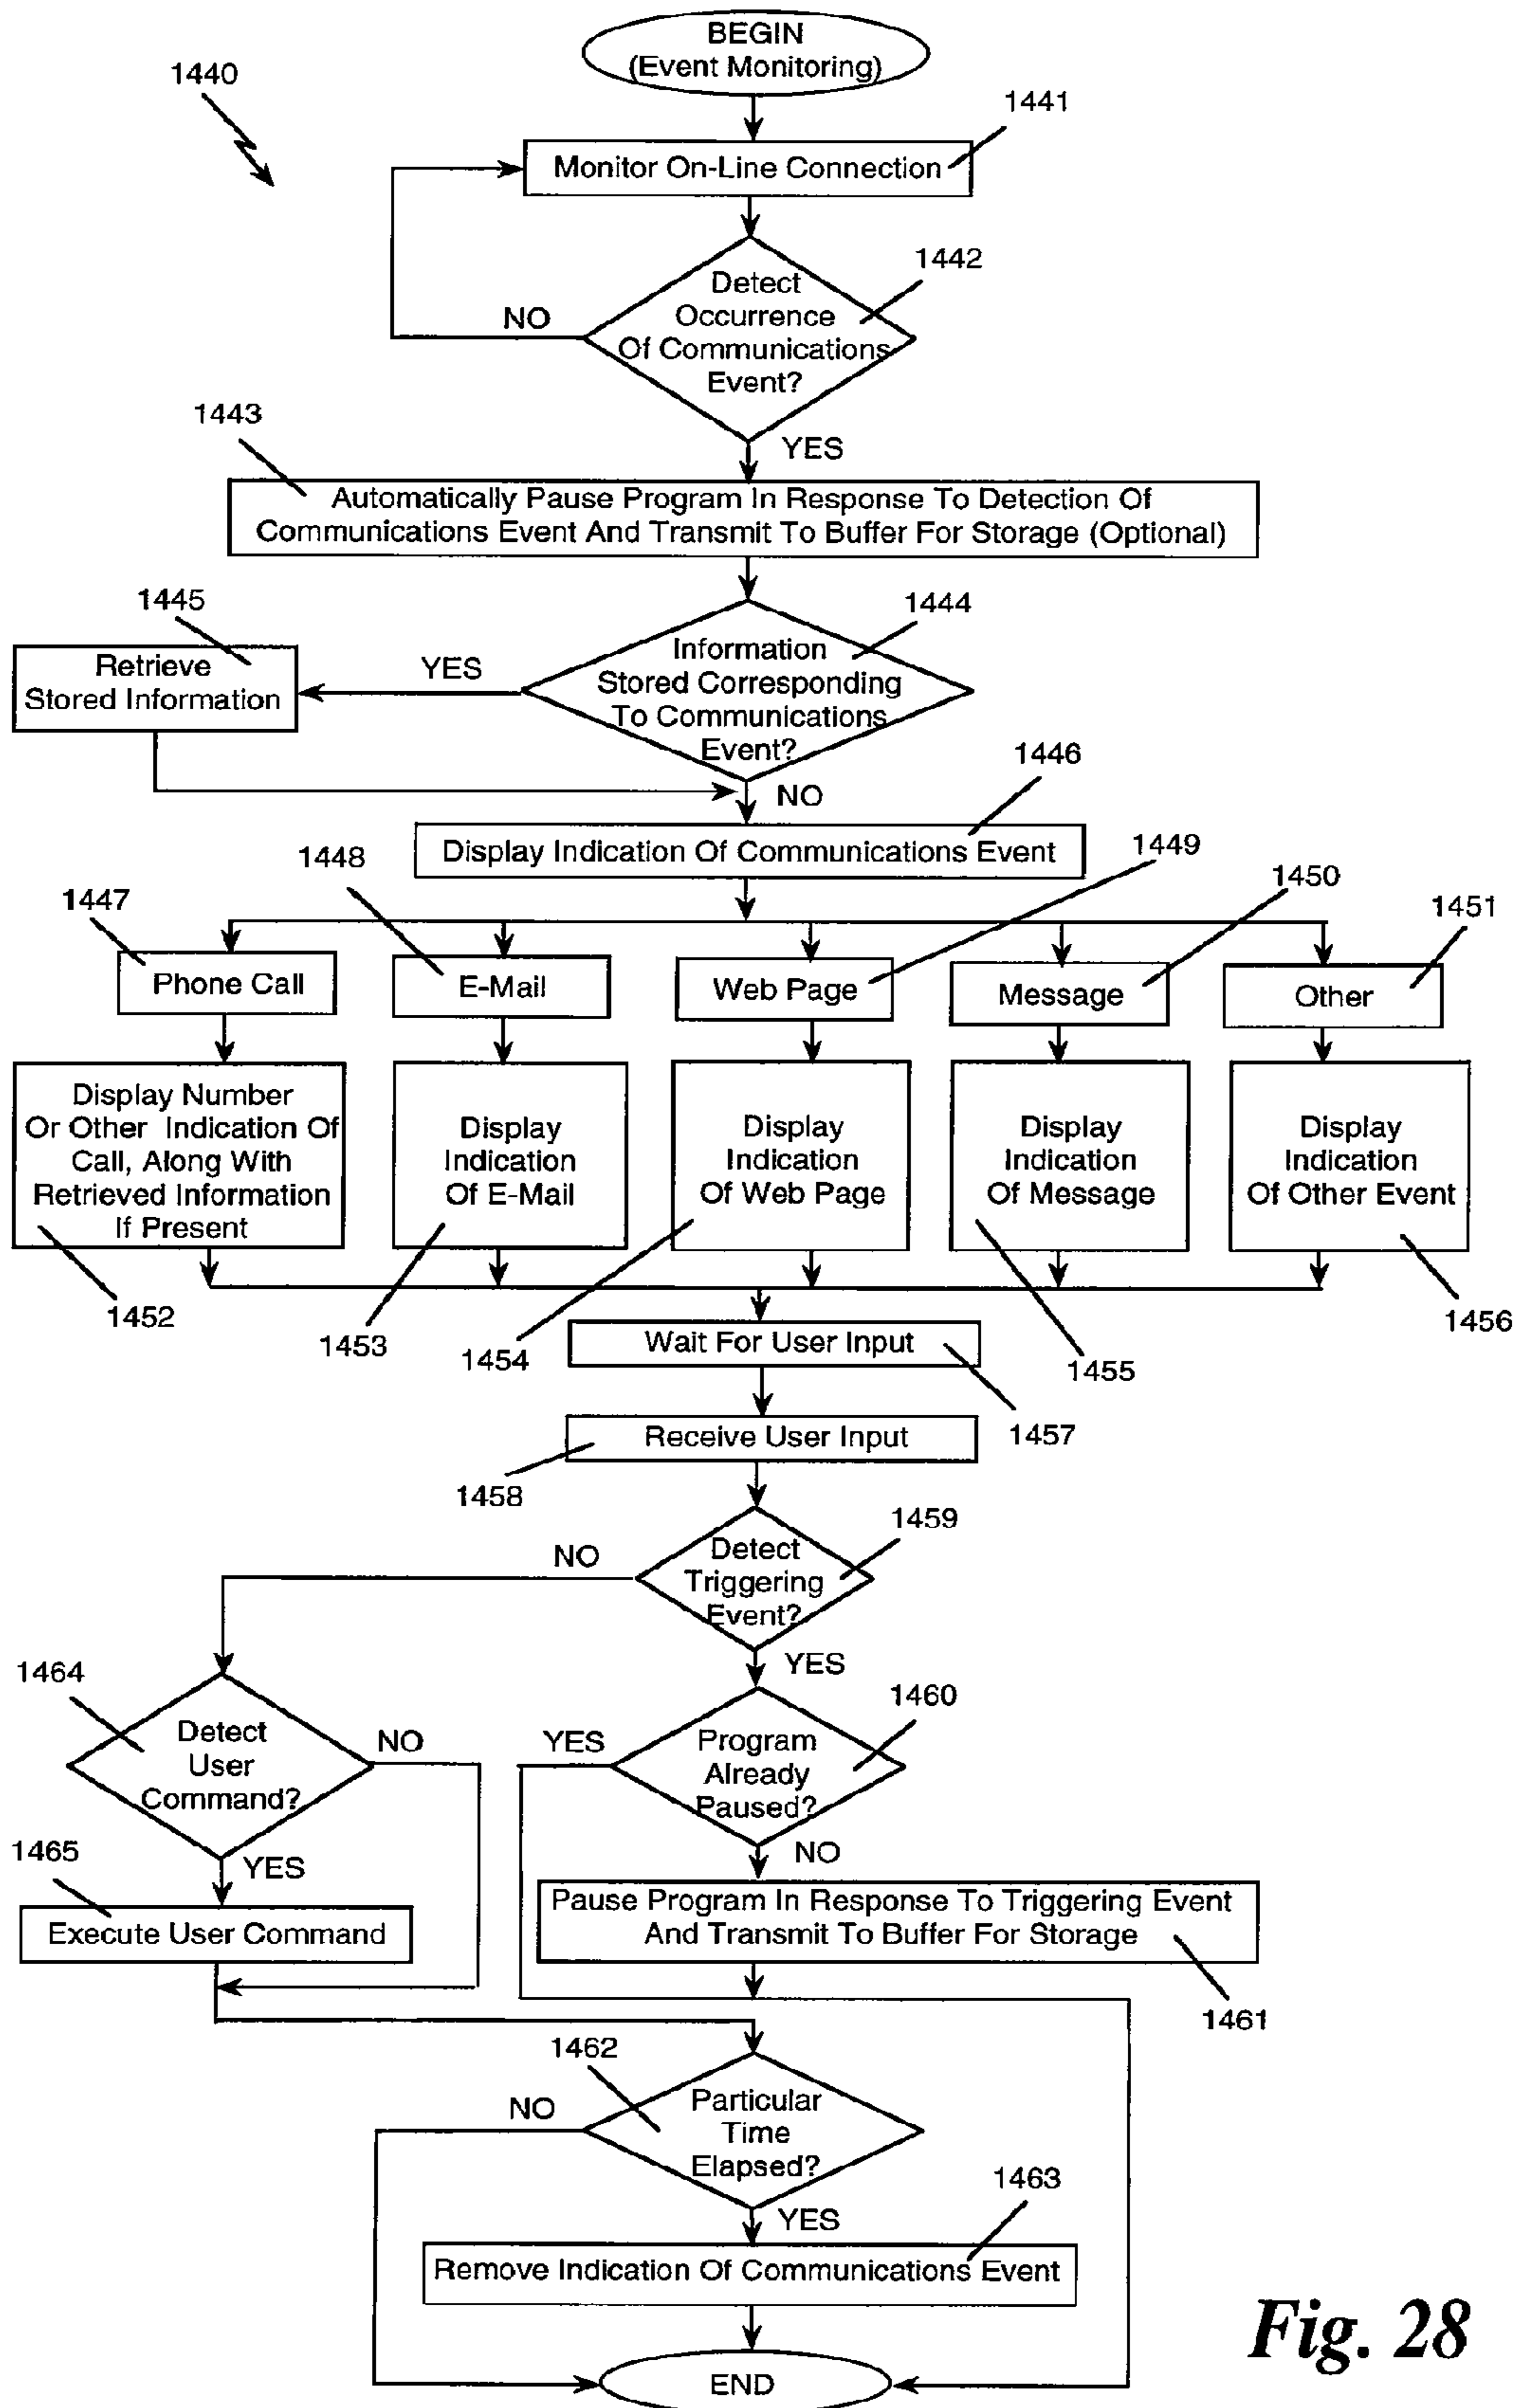 BEGIN
(Event Monitoring)
1440
1441
Monitor On-Line Connection
1442
Detect
Occurrence
Of Communications
Event?
NO
YES
1443
Automatically Pause Program In Response To Detection Of
Communications Event And Transmit To Buffer For Storage (Optional)
1445
1444
Retrieve
Stored Information
YES
Information
Stored Corresponding
To Communications
Event?
NO
1446
Display Indication Of Communications Event
1447
1448
1449
1450
1451
Phone Call
E-Mail
Web Page
Message
Other
Display Number
Or Other Indication Of
Call, Along With
Retrieved Information
If Present
Display
Indication
Of E-Mail
Display
Indication
Of Web Page
Display
Indication
Of Message
Display
Indication
Of Other Event
1452
1453
1454
1455
1456
Wait For User Input
1457
Receive User Input
1458
1459
Detect
Triggering
Event?
NO
YES
1464
Detect
User
Command?
NO
YES
1460
Program
Already
Paused?
YES
NO
1465
Execute User Command
Pause Program In Response To Triggering Event
And Transmit To Buffer For Storage
1461
1462
Particular
Time
Elapsed?
NO
YES
1463
Remove Indication Of Communications Event
END
Fig. 28